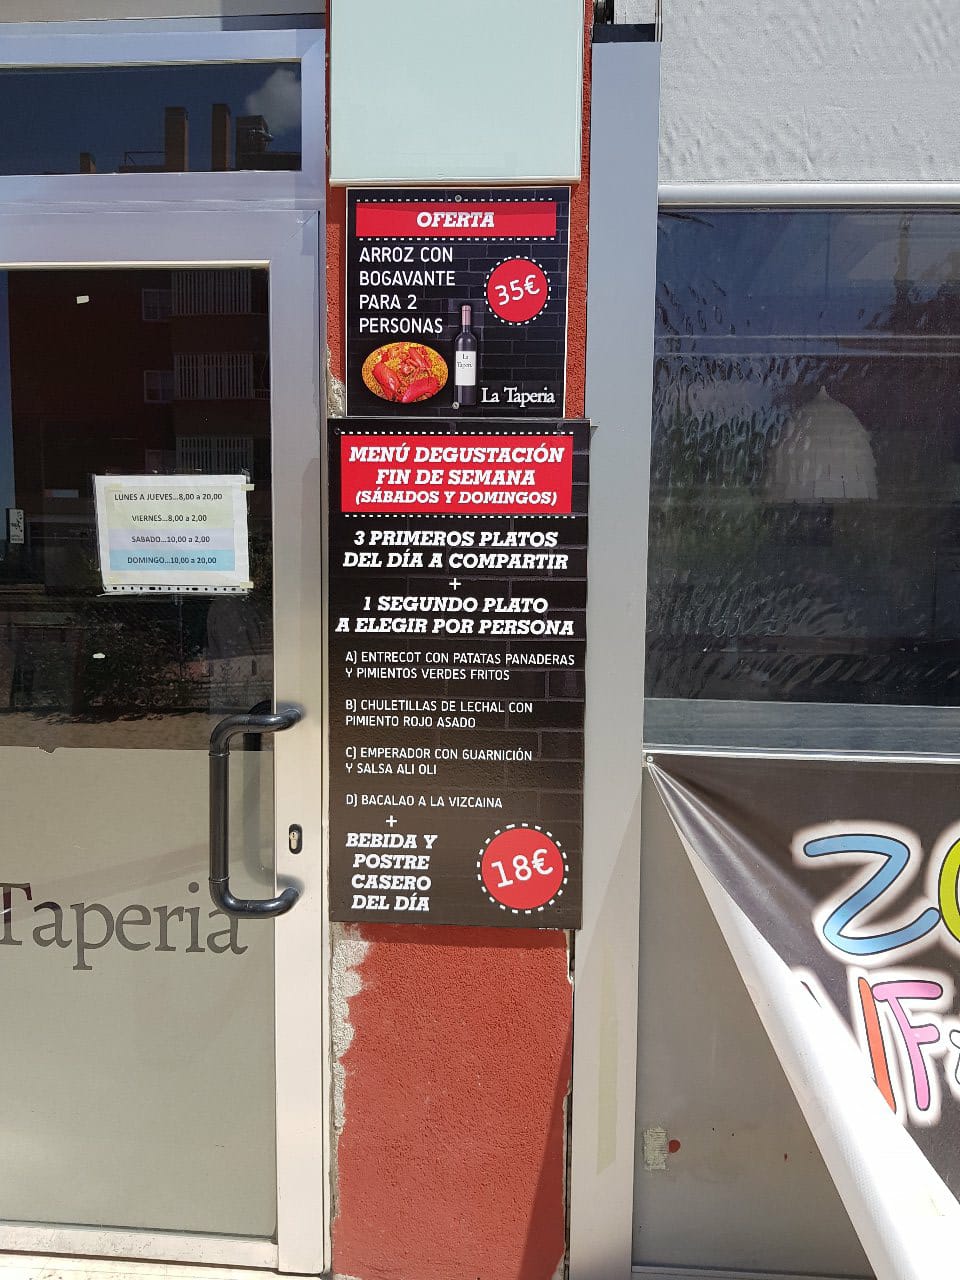 OFERTA
ARROZ CON
BOGAVANTE
PARA 2
PERSONAS
35€
La
Taperia
La Taperia
MENÚ DEGUSTACIÓN
FIN DE SEMANA
(SÁBADOS Y DOMINGOS)
3 PRIMEROS PLATOS
DEL DÍA A COMPARTIR
+
1 SEGUNDO PLATO
A ELEGIR POR PERSONA
A) ENTRECOT CON PATATAS PANADERAS
Y PIMIENTOS VERDES FRITOS
B) CHULETILLAS DE LECHAL CON
PIMIENTO ROJO ASADO
C) EMPERADOR CON GUARNICIÓN
Y SALSA ALI OLI
D) BACALAO A LA VIZCAINA
+
BEBIDA Y
POSTRE
CASERO
DEL DÍA
18€
LUNES A JUEVES...8,00 a 20,00
VIERNES...8,00 a 2,00
SABADO...10,00 a 2,00
DOMINGO...10,00 a 20,00
Taperia